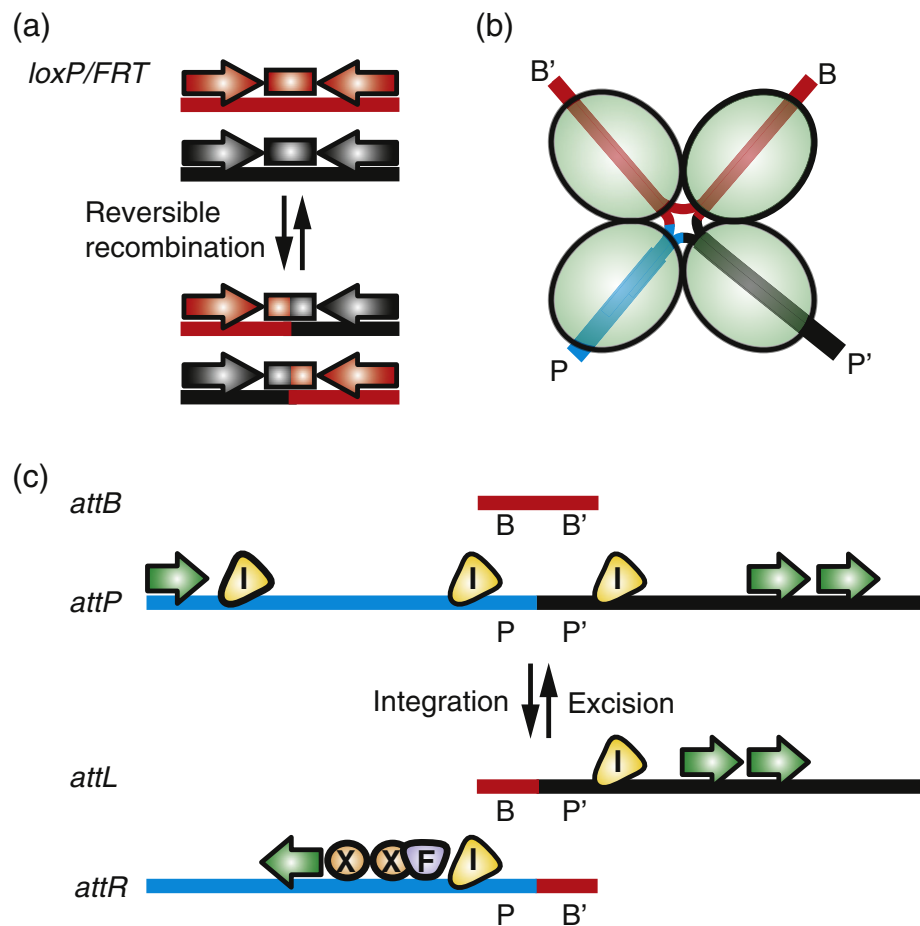 (a)
loxP/FRT
Reversible
recombination
(b)
B'
B
P
P'
(c)
attB
B B'
I I I
attP
P P'
Integration Excision
I
attL
B P'
X X F I
attR
P B'